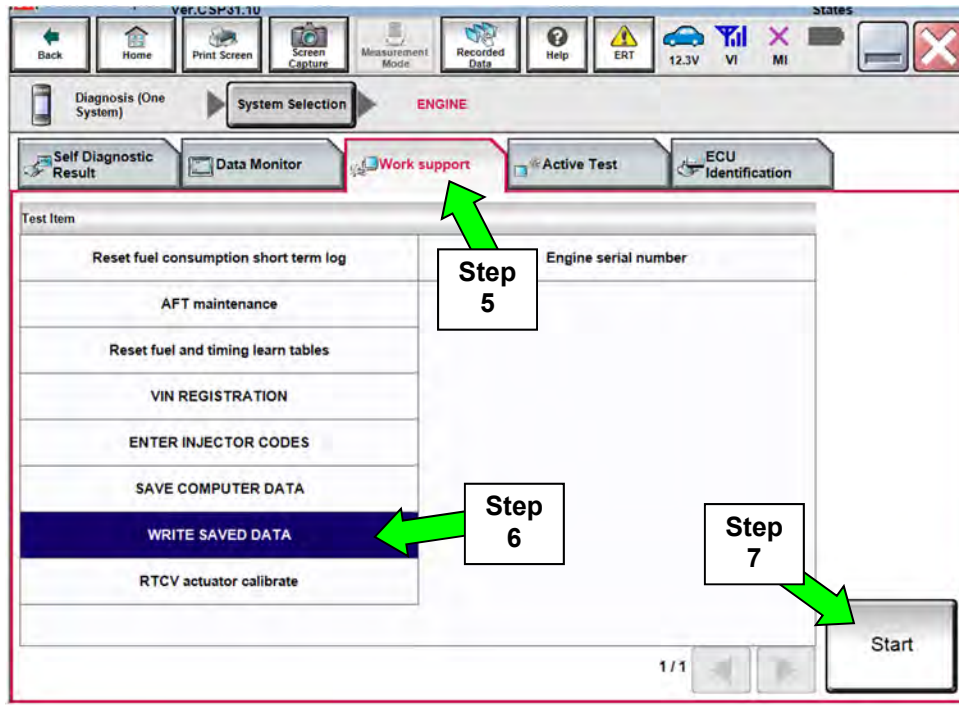 Ver.CSP31.10
States
Back
Home
Print Screen
Screen
Capture
Measurement
Mode
Recorded
Data
Help
ERT
12.3V
VI
MI
Diagnosis (One
System)
System Selection
ENGINE
Self Diagnostic
Result
Data Monitor
Work support
Active Test
ECU
Identification
Test Item
Reset fuel consumption short term log
Engine serial number
Step
5
AFT maintenance
Reset fuel and timing learn tables
VIN REGISTRATION
ENTER INJECTOR CODES
SAVE COMPUTER DATA
WRITE SAVED DATA
Step
6
Step
7
RTCV actuator calibrate
Start
1/1